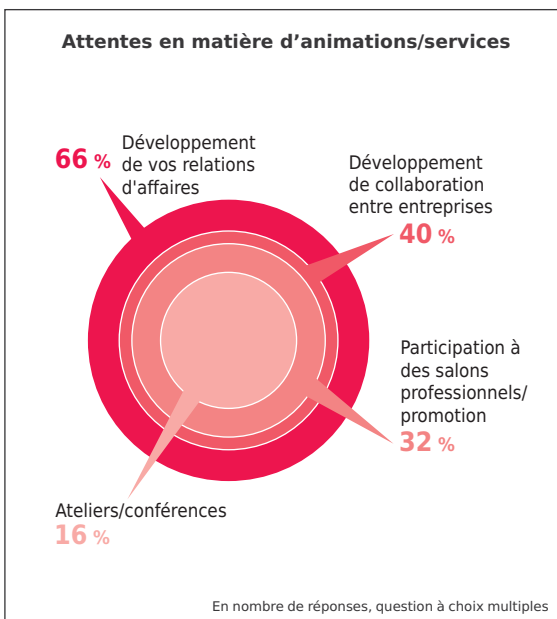 Attentes en matière d’animations/services
66 %
Développement
de vos relations
d'affaires
Développement
de collaboration
entre entreprises
40 %
Participation à
des salons
professionnels/
promotion
32 %
Ateliers/conférences
16 %
En nombre de réponses, question à choix multiples